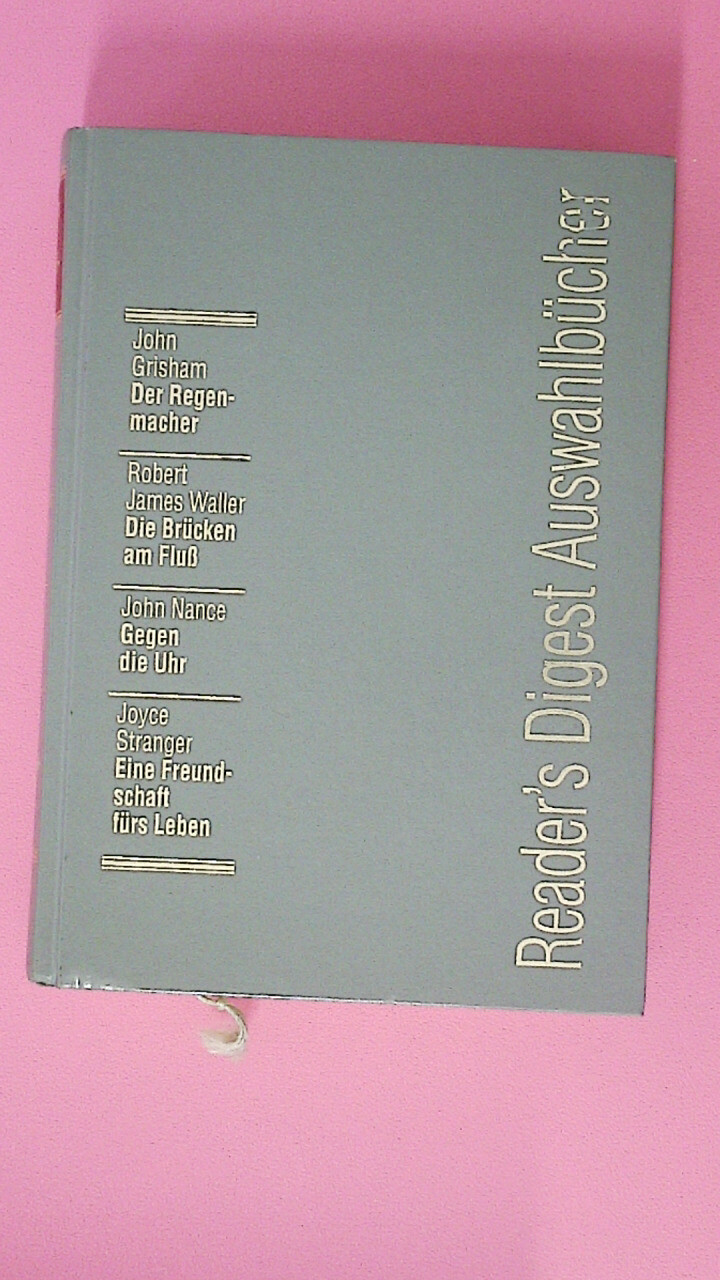 John
Grisham
Der Regen-
macher
Robert
James Waller
Die Brücken
am Fluß
John Nance
Gegen
die Uhr
Joyce
Stranger
Eine Freund-
schaft
fürs Leben
Reader's Digest Auswahlbücher